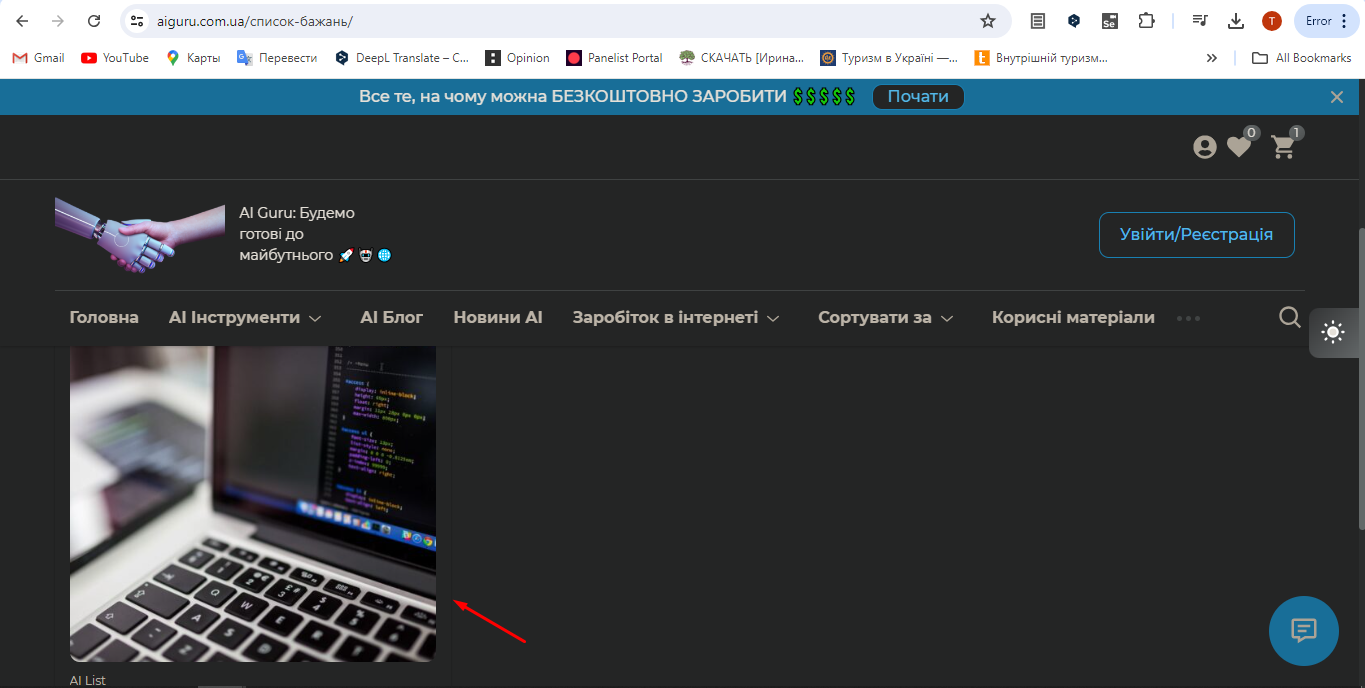 aiguru.com.ua/список-бажань/
Error
Gmail
YouTube
Карты
Перевести
DeepL Translate – С...
Opinion
Panelist Portal
СКАЧАТЬ [Ирина...
Туризм в Україні —...
Внутрішній туризм...
All Bookmarks
Все те, на чому можна БЕЗКОШТОВНО ЗАРОБИТИ $$$$$
Почати
0
1
AI Guru: Будемо
готові до
майбутнього
Увійти/Реєстрація
Головна
AI Інструменти
AI Блог
Новини AI
Заробіток в інтернеті
Сортувати за
Корисні матеріали
AI List